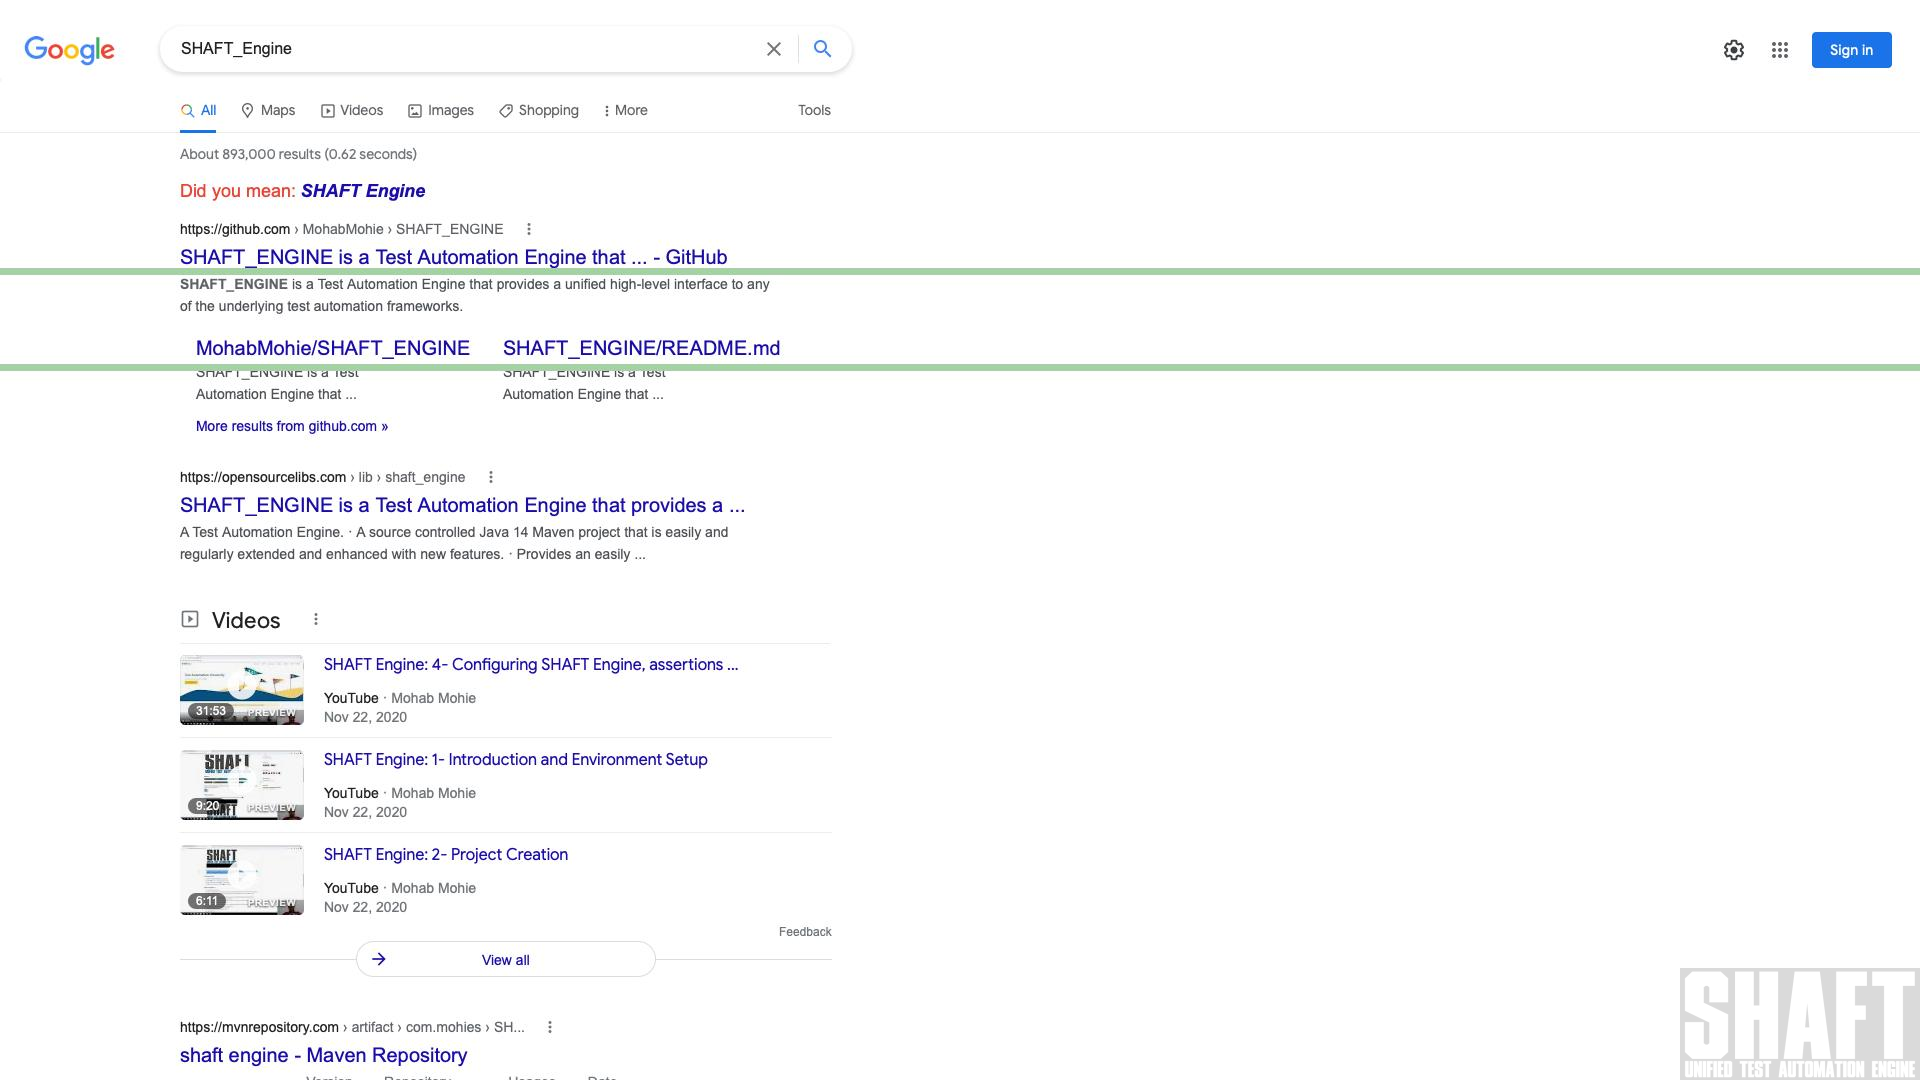 Google
SHAFT_Engine
Sign in
All
Maps
Videos
Images
Shopping
More
Tools
About 893,000 results (0.62 seconds)
Did you mean: SHAFT Engine
https://github.com › MohabMohie › SHAFT_ENGINE
SHAFT_ENGINE is a Test Automation Engine that ... - GitHub
SHAFT_ENGINE is a Test Automation Engine that provides a unified high-level interface to any
of the underlying test automation frameworks.
MohabMohie/SHAFT_ENGINE
SHAFT_ENGINE is a Test
Automation Engine that ...
SHAFT_ENGINE/README.md
SHAFT_ENGINE is a Test
Automation Engine that ...
More results from github.com »
https://opensourcelibs.com › lib › shaft_engine
SHAFT_ENGINE is a Test Automation Engine that provides a ...
A Test Automation Engine. · A source controlled Java 14 Maven project that is easily and
regularly extended and enhanced with new features. · Provides an easily ...
Videos
31:53
PREVIEW
SHAFT Engine: 4- Configuring SHAFT Engine, assertions ...
YouTube · Mohab Mohie
Nov 22, 2020
SHAFT
9:20
PREVIEW
SHAFT Engine: 1- Introduction and Environment Setup
YouTube · Mohab Mohie
Nov 22, 2020
SHAFT
6:11
PREVIEW
SHAFT Engine: 2- Project Creation
YouTube · Mohab Mohie
Nov 22, 2020
Feedback
View all
https://mvnrepository.com › artifact › com.mohies › SH...
shaft engine - Maven Repository
Version Repository Usages Date
SHAFT
UNIFIED TEST AUTOMATION ENGINE